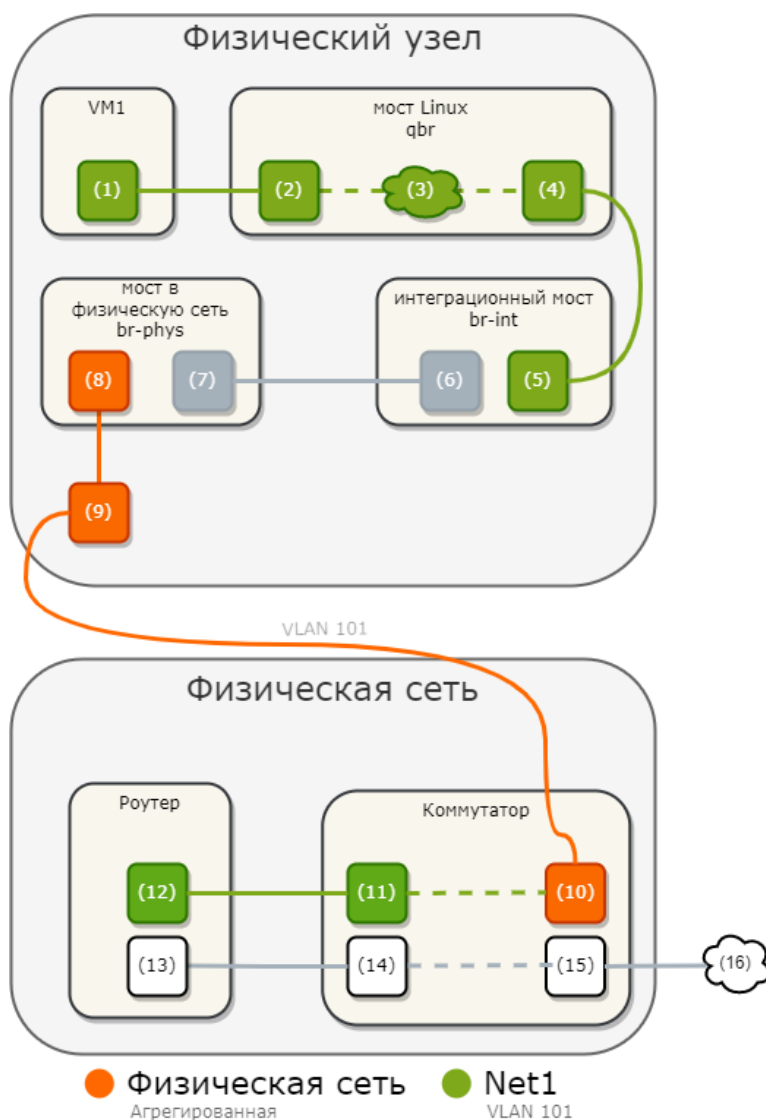 Физический узел
VM1
мост Linux
qbr
(1)
(2)
(3)
(4)
мост в
физическую сеть
br-phys
интеграционный мост
br-int
(8)
(7)
(6)
(5)
(9)
VLAN 101
Физическая сеть
Роутер
Коммутатор
(12)
(11)
(10)
(13)
(14)
(15)
(16)
Физическая сеть
Агрегированная
Net1
VLAN 101